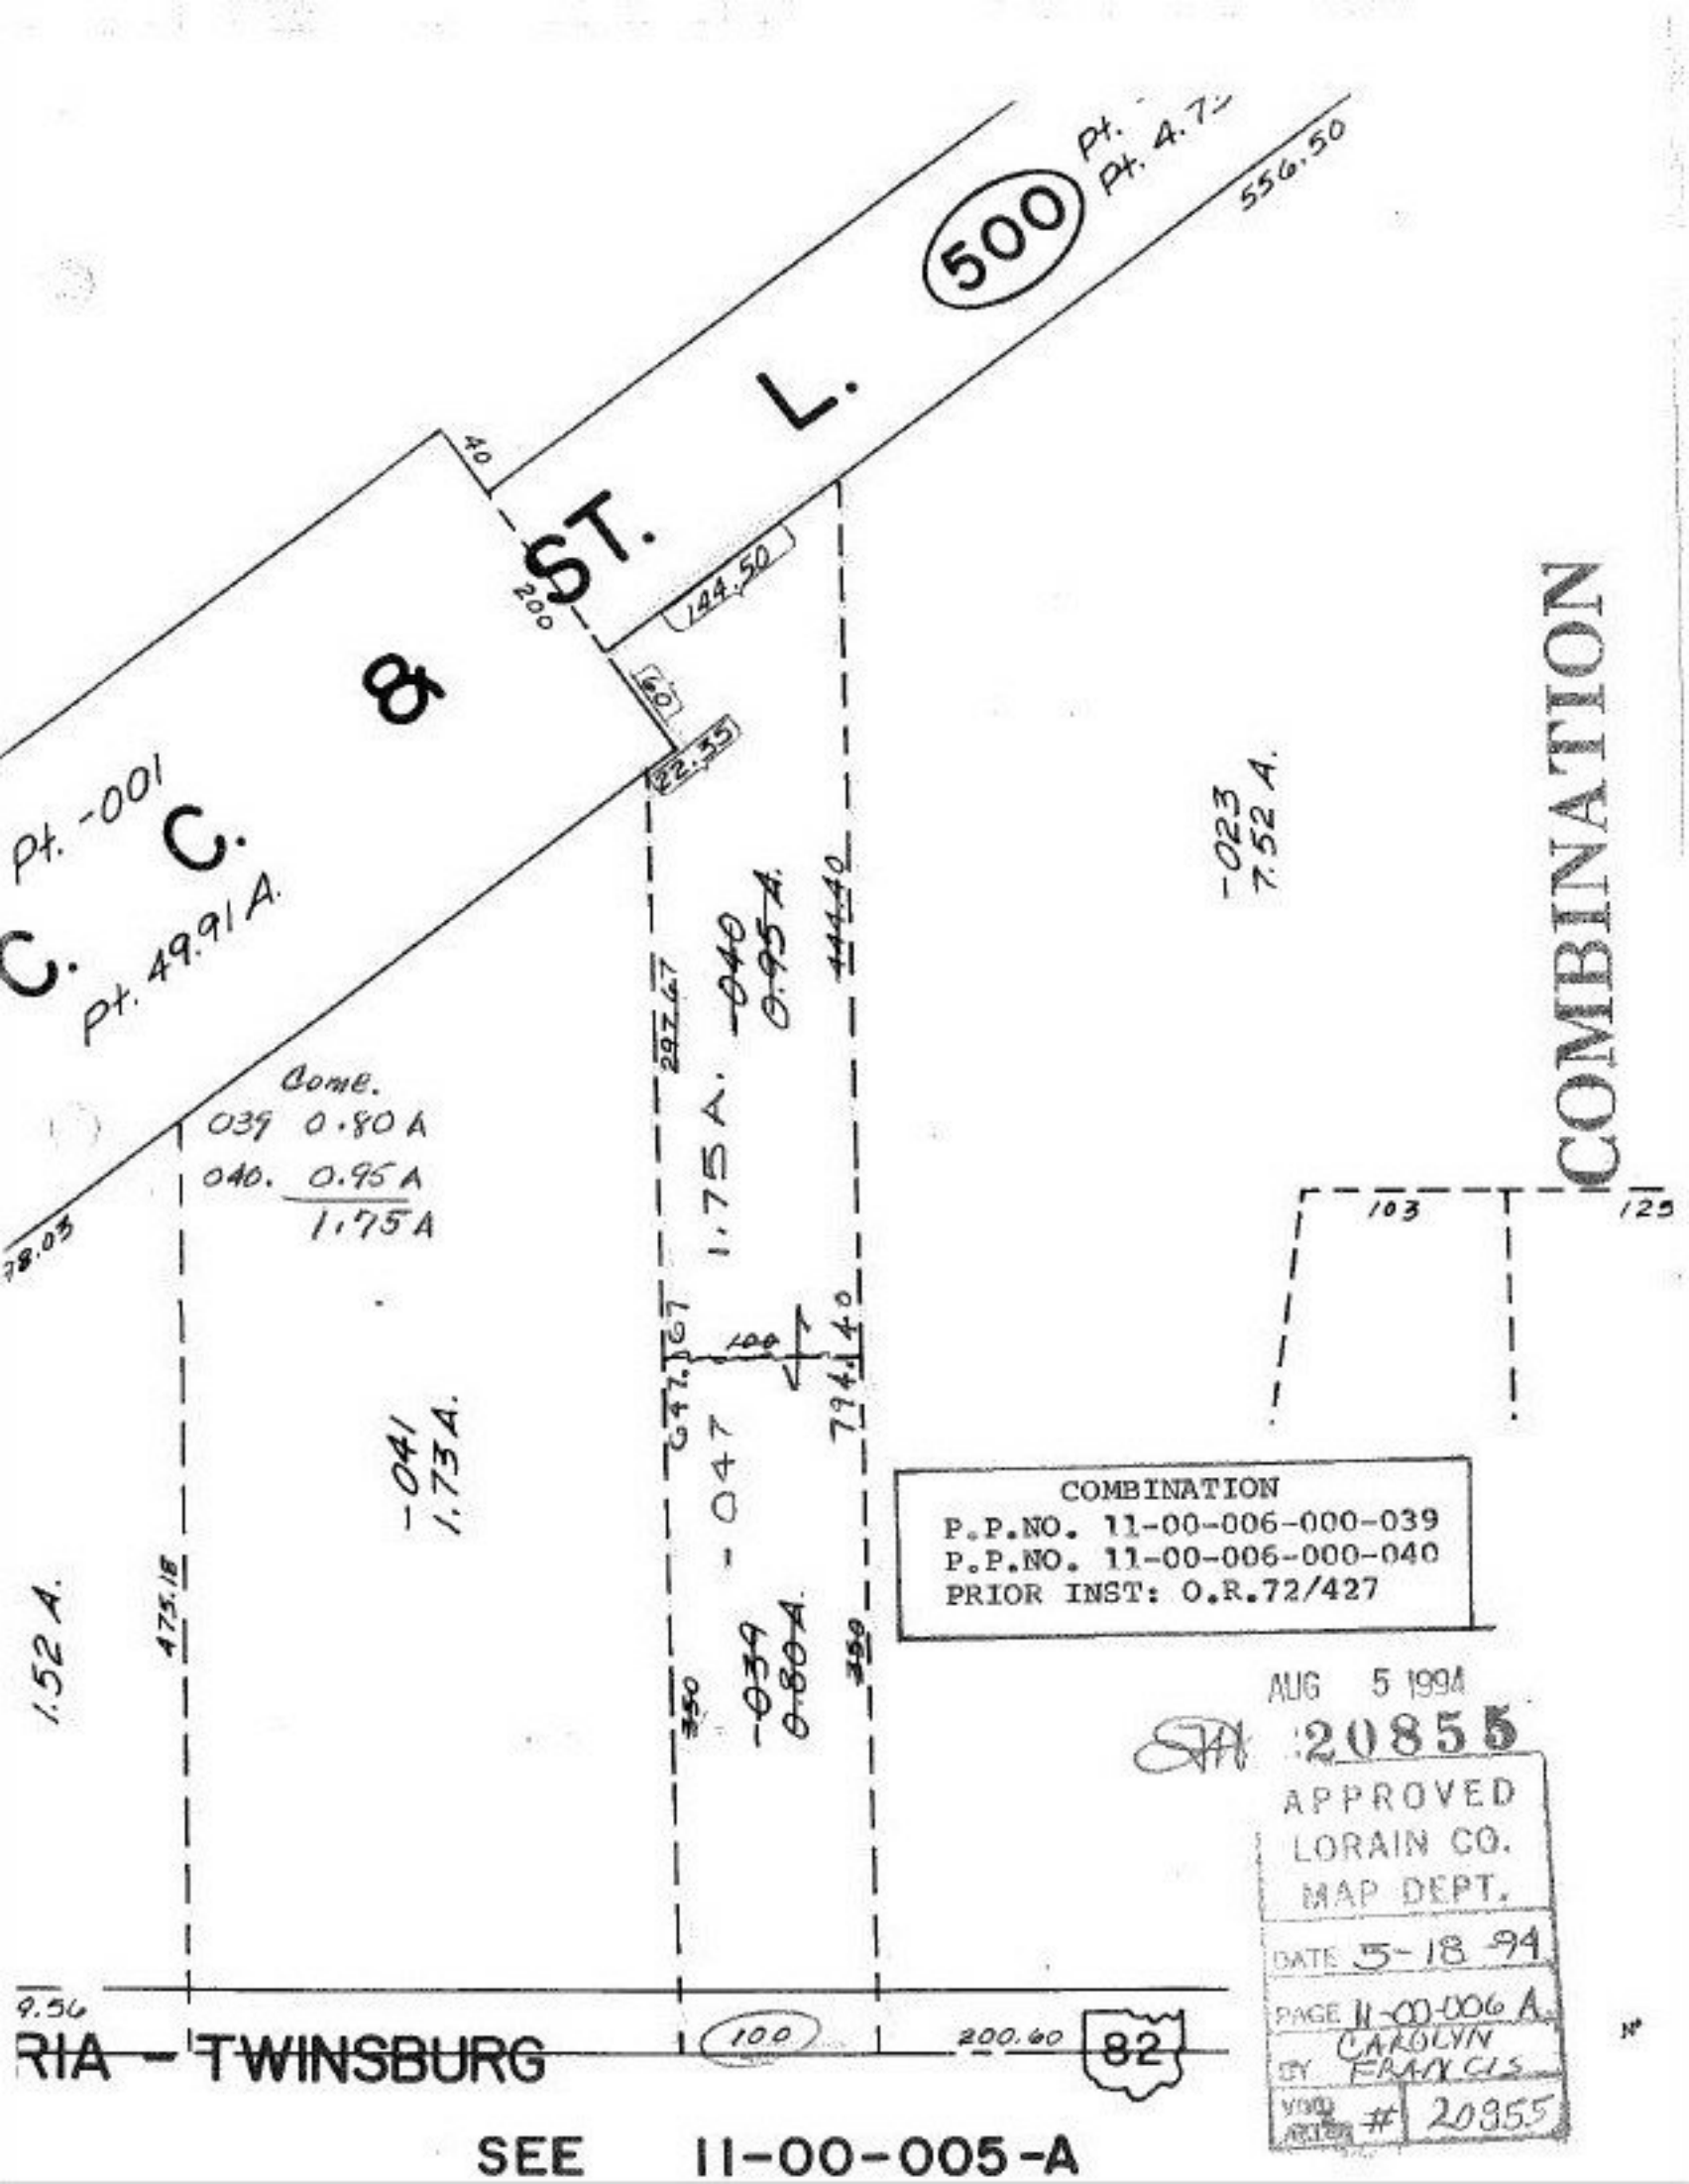 Pt.
Pt. 4.7
500
556.50
L.
40
ST.
200
144.50
&
60
22.35
Pt. -001
C.
C.
Pt. 49.91 A.
-023
7.52 A.
COMBINATION
-040
0.95 A.
444.40
297.67
1.75 A.
Comb.
039 0.80 A
040. 0.95 A
1.75 A
78.03
103
125
647.67
100
794.40
-041
1.73 A.
-047
COMBINATION
P.P.NO. 11-00-006-000-039
P.P.NO. 11-00-006-000-040
PRIOR INST: O.R.72/427
1.52 A.
475.18
350
-039
0.80 A.
350
AUG 5 1994
20855
APPROVED
LORAIN CO.
MAP DEPT.
DATE 5-18-94
PAGE 11-00-006 A
BY CAROLYN
FRANCIS
# 20855
9.56
RIA - TWINSBURG
100
200.60
82
SEE 11-00-005-A